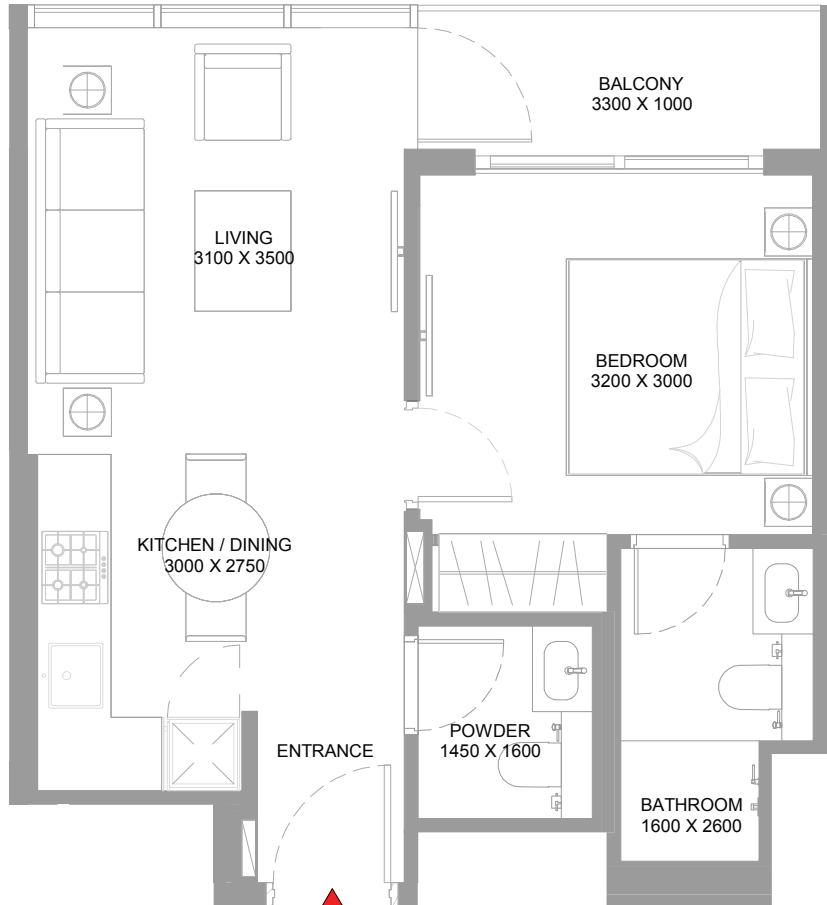 BALCONY
3300 X 1000
LIVING
3100 X 3500
BEDROOM
3200 X 3000
KITCHEN / DINING
3000 X 2750
ENTRANCE
POWDER
1450 X 1600
BATHROOM
1600 X 2600